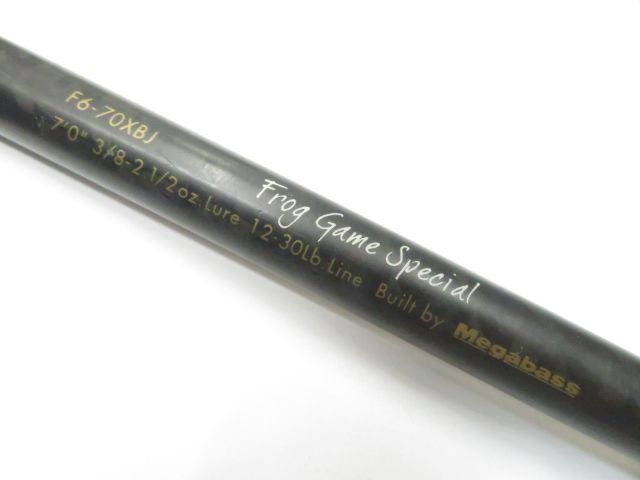 F6-70XBJ
Frog Game Special
7'0" 3/8-2.1/2oz.Lure 12-30Lb.Line Built by Megabass